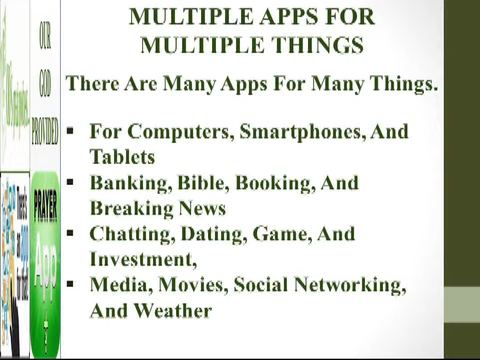 MULTIPLE APPS FOR
MULTIPLE THINGS
There Are Many Apps For Many Things.
▪ For Computers, Smartphones, And
Tablets
▪ Banking, Bible, Booking, And
Breaking News
▪ Chatting, Dating, Game, And
Investment,
▪ Media, Movies, Social Networking,
And Weather
OUR
GOD
PROVIDED
PRAYER
App
There's
an